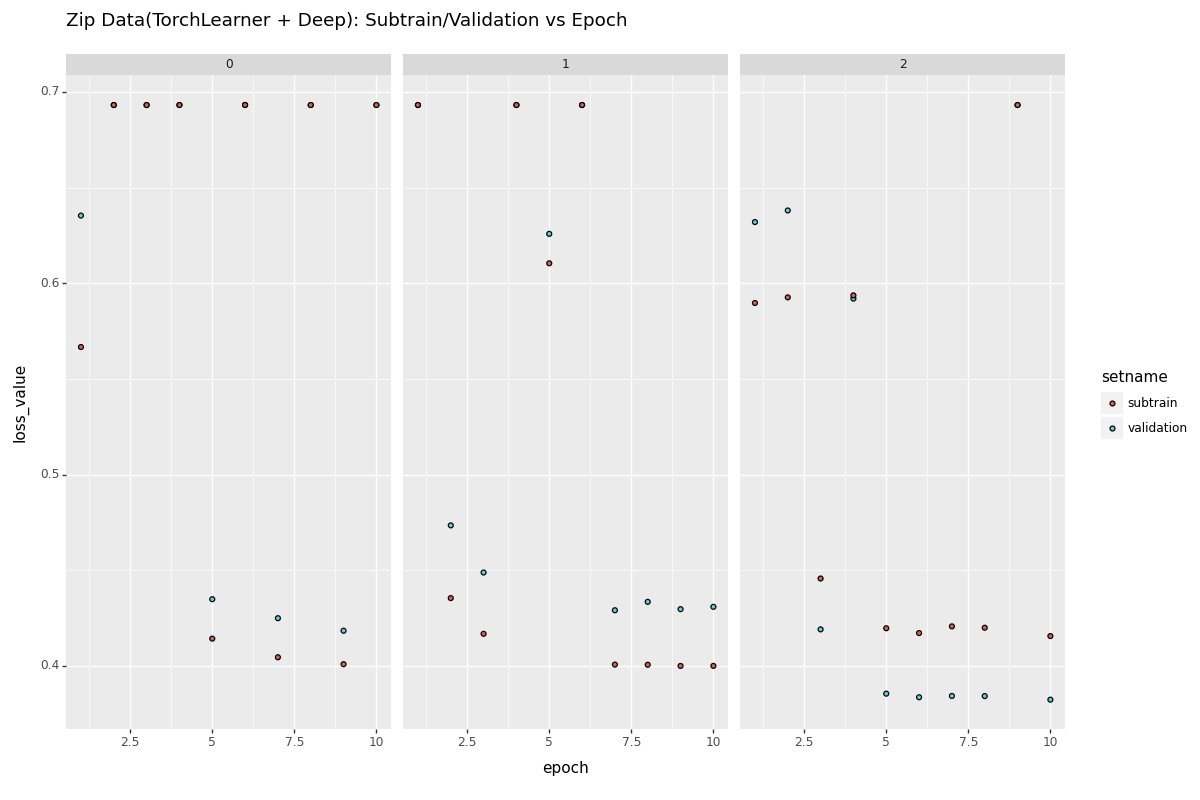 Zip Data(TorchLearner + Deep): Subtrain/Validation vs Epoch
0 1 2
0.7
0.6
0.5
0.4
loss_value
2.5 5 7.5 10 2.5 5 7.5 10 2.5 5 7.5 10
epoch
setname
subtrain
validation